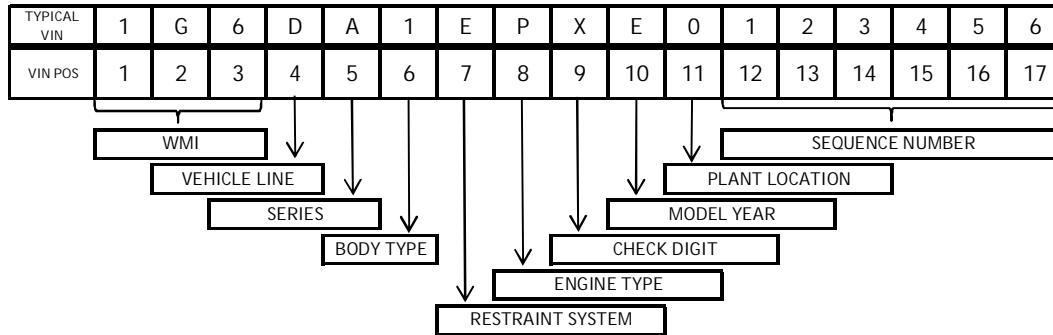 TYPICAL VIN 1 G 6 D A 1 E P X E 0 1 2 3 4 5 6
VIN POS 1 2 3 4 5 6 7 8 9 10 11 12 13 14 15 16 17
WMI SEQUENCE NUMBER
VEHICLE LINE PLANT LOCATION
SERIES MODEL YEAR
BODY TYPE CHECK DIGIT
ENGINE TYPE
RESTRAINT SYSTEM